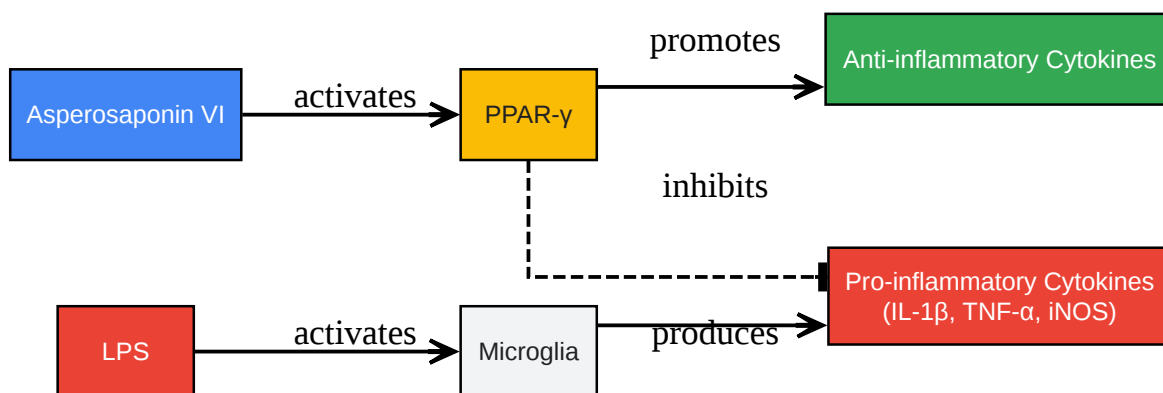 promotes
Anti-inflammatory Cytokines
Asperosaponin VI
activates
PPAR-γ
inhibits
Pro-inflammatory Cytokines
(IL-1β, TNF-α, iNOS)
LPS
activates
Microglia
produces